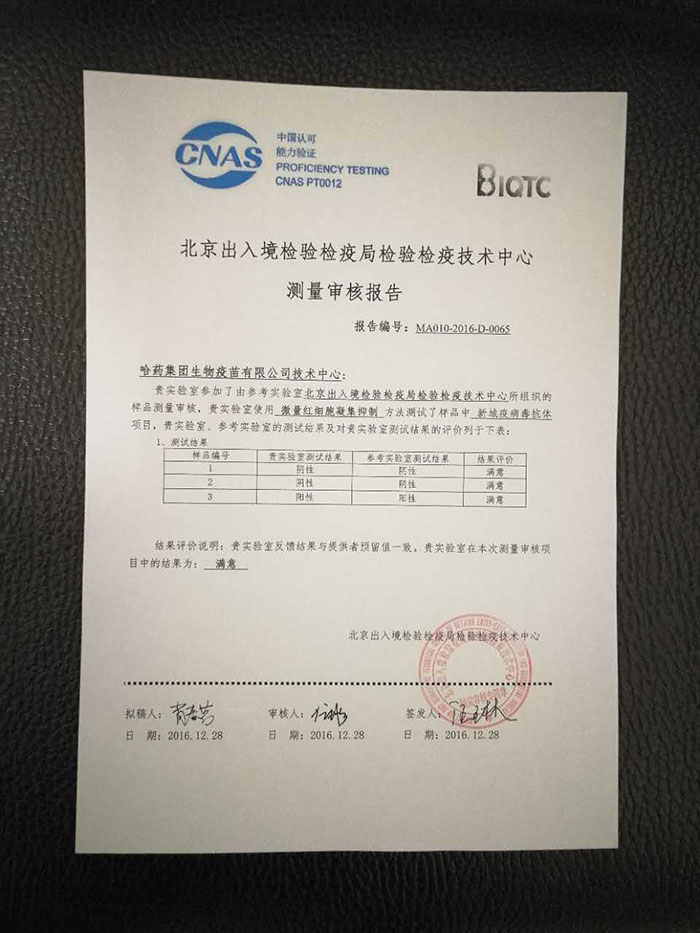 CNAS
中国认可
能力验证
PROFICIENCY TESTING
CNAS PT0012
BIQTC
北京出入境检验检疫局检验检疫技术中心
测量审核报告
报告编号：MA010-2016-D-0065
哈药集团生物疫苗有限公司技术中心：
贵实验室参加了由参考实验室北京出入境检验检疫局检验检疫技术中心所组织的
样品测量审核，贵实验室使用 微量红细胞凝集抑制 方法测试了样品中 新城疫病毒抗体
项目，贵实验室、参考实验室的测试结果及对贵实验室测试结果的评价列于下表：
1、测试结果
样品编号 贵实验室测试结果 参考实验室测试结果 结果评价
1 阴性 阴性 满意
2 阴性 阴性 满意
3 阳性 阳性 满意
结果评价说明：贵实验室反馈结果与提供者预留值一致。贵实验室在本次测量审核项
目中的结果为： 满意
北京出入境检验检疫局检验检疫技术中心
拟稿人： 审核人： 签发人：
日 期：2016.12.28 日 期：2016.12.28 日 期：2016.12.28